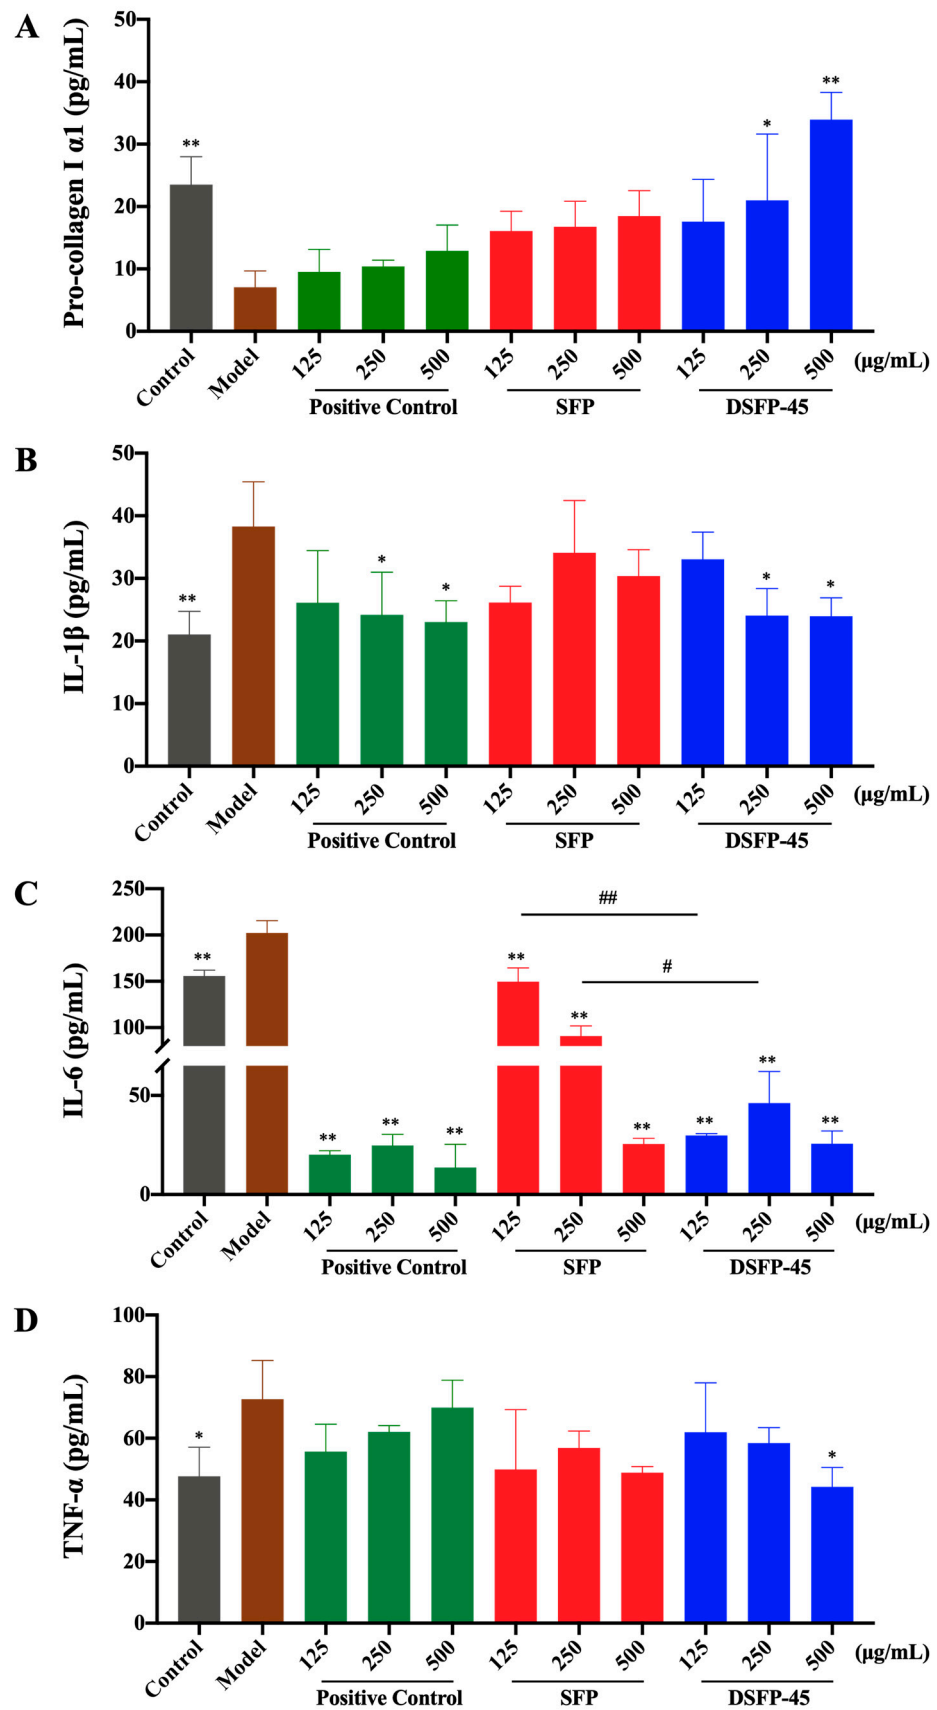 A
Pro-collagen I α1 (pg/mL)
50
40
30
20
10
0
** * **
Control Model 125 250 500 125 250 500 125 250 500 (μg/mL)
Positive Control SFP DSFP-45
B
IL-1β (pg/mL)
50
40
30
20
10
0
** * * * *
Control Model 125 250 500 125 250 500 125 250 500 (μg/mL)
Positive Control SFP DSFP-45
C
IL-6 (pg/mL)
250
200
150
100
50
0
##
#
** ** ** ** ** ** ** ** ** **
Control Model 125 250 500 125 250 500 125 250 500 (μg/mL)
Positive Control SFP DSFP-45
D
TNF-α (pg/mL)
100
80
60
40
20
0
* *
Control Model 125 250 500 125 250 500 125 250 500 (μg/mL)
Positive Control SFP DSFP-45